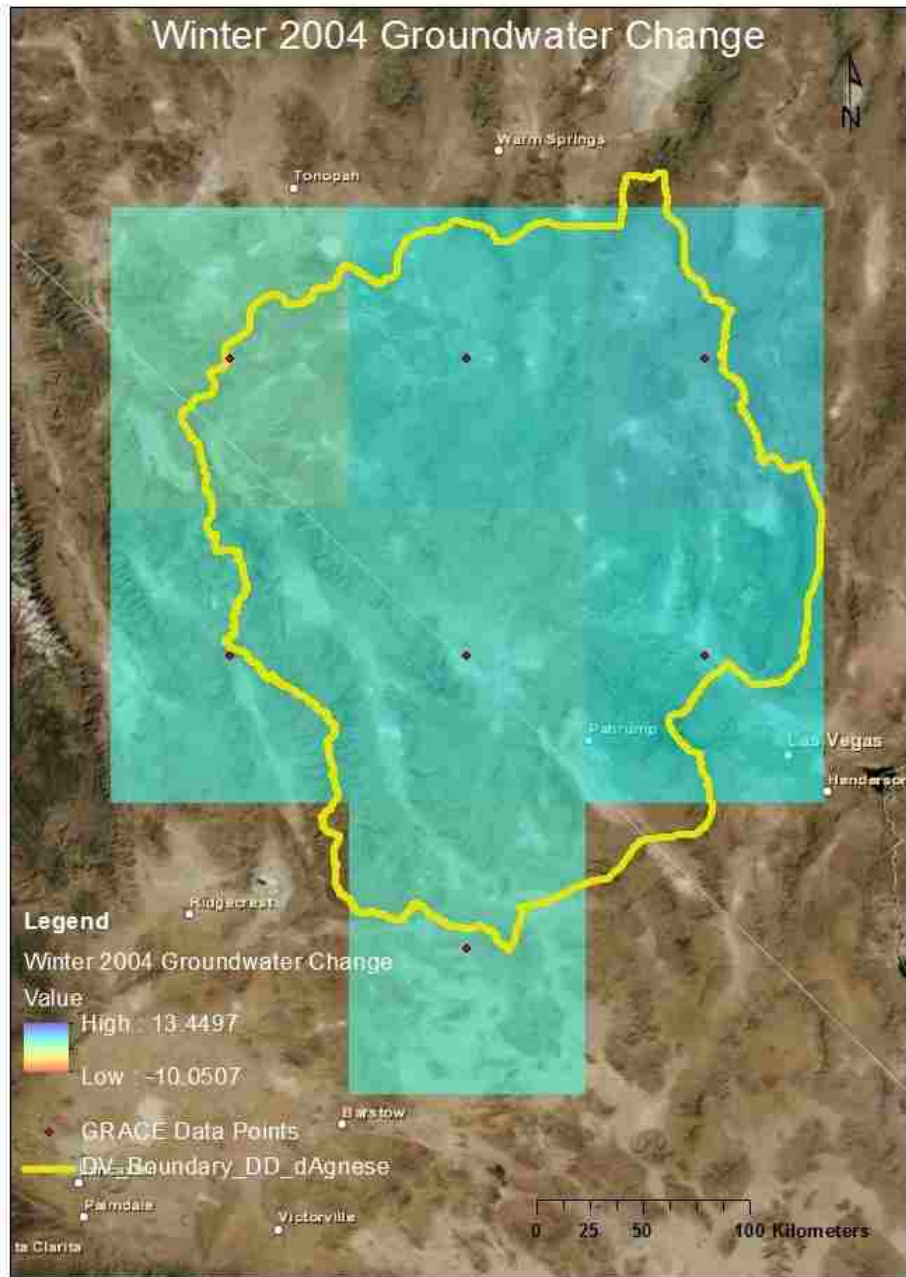 Winter 2004 Groundwater Change
N
Warm Springs
Tonopah
Pahrump
Las Vegas
Henderson
Ridgecrest
Legend
Winter 2004 Groundwater Change
Value
High : 13.4497
Low : -10.0507
Barstow
GRACE Data Points
DV_Boundary_DD_dAgnese
Palmdale
Victorville
0 25 50 100 Kilometers
ta Clarita